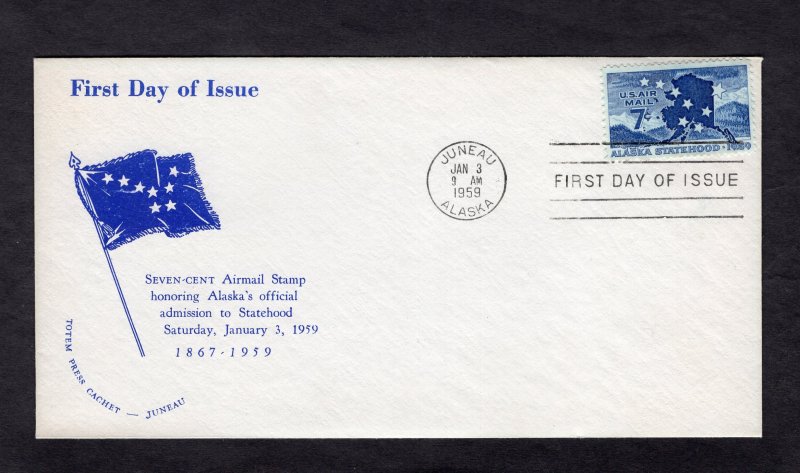 First Day of Issue
U.S. AIR
MAIL
7¢
ALASKA STATEHOOD · 1959
JUNEAU
JAN 3
9 AM
1959
ALASKA
FIRST DAY OF ISSUE
SEVEN-CENT Airmail Stamp
honoring Alaska's official
admission to Statehood
Saturday, January 3, 1959
1867 - 1959
TOTEM PRESS CACHET — JUNEAU